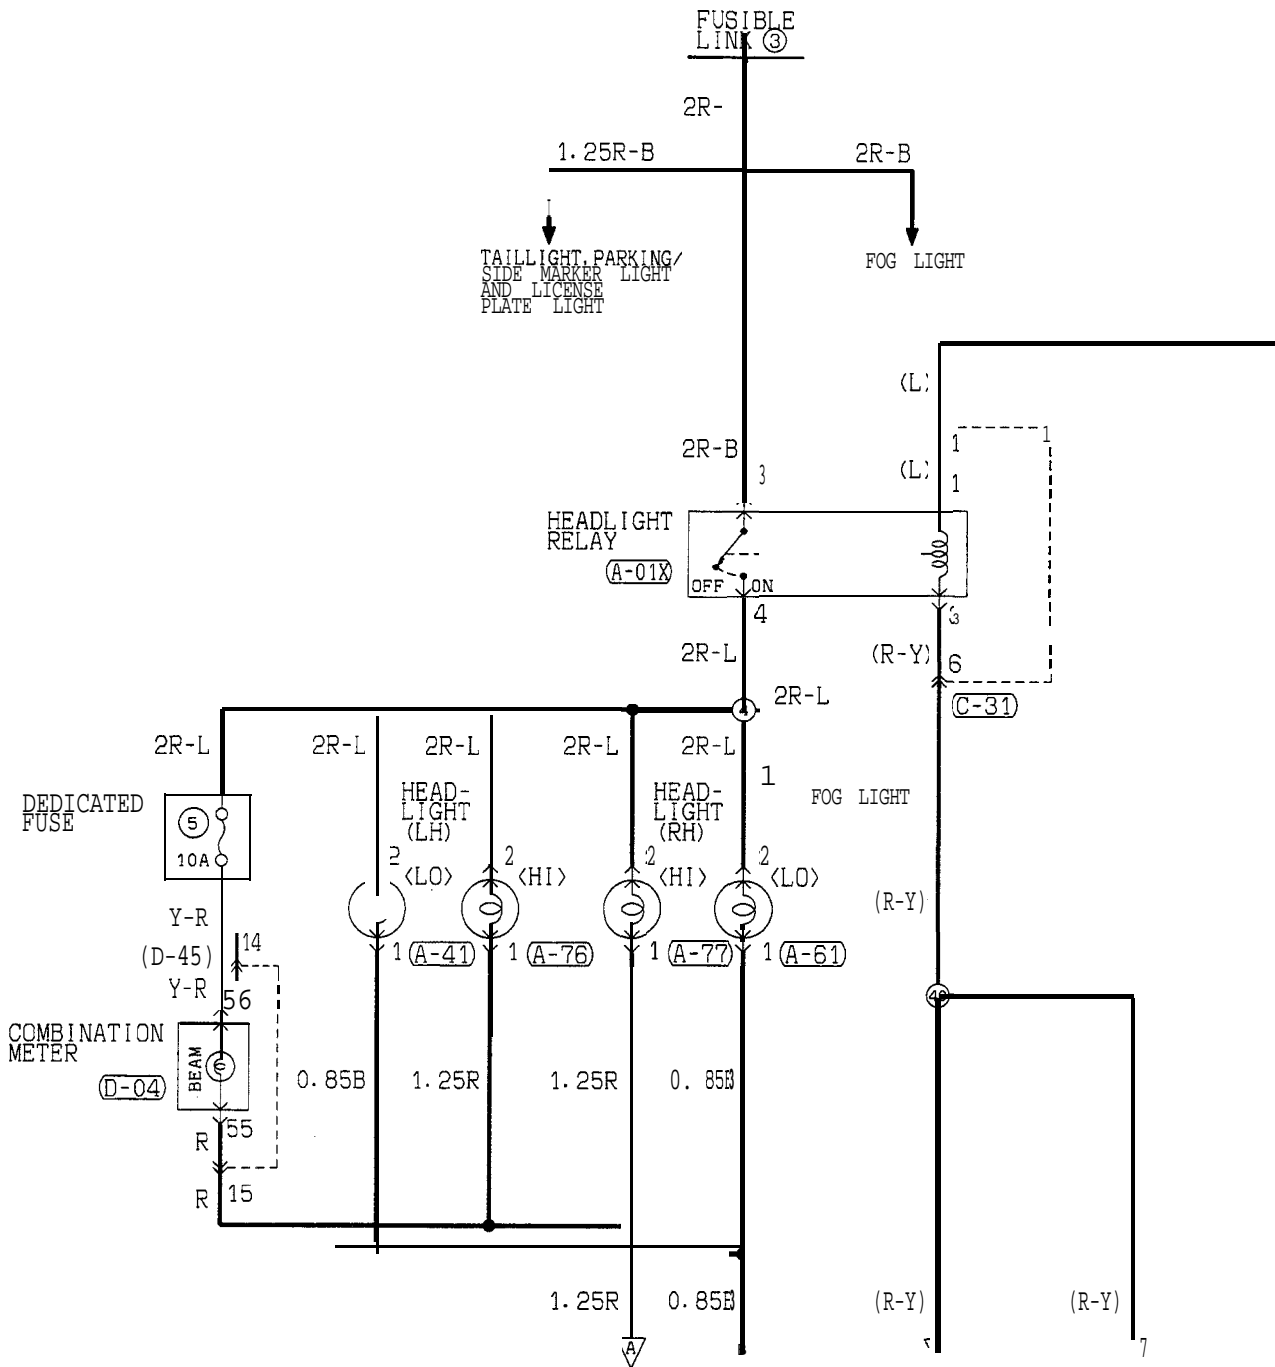 FUSIBLE
LINK ③
2R-
1.25R-B
2R-B
TAILLIGHT, PARKING/
SIDE MARKER LIGHT
AND LICENSE
PLATE LIGHT
FOG LIGHT
(L)
2R-B
3
(L)
1
1
1
HEADLIGHT
RELAY
(A-01X)
OFF
ON
4
3
2R-L
(R-Y)
6
(C-31)
2R-L
2R-L
2R-L
2R-L
2R-L
2R-L
1
FOG LIGHT
DEDICATED
FUSE
5
10A
HEAD-
LIGHT
(LH)
HEAD-
LIGHT
(RH)
2
<LO>
2
<HI>
2
<HI>
2
<LO>
Y-R
(R-Y)
14
(D-45)
1
(A-41)
1
(A-76)
1
(A-77)
1
(A-61)
Y-R
56
COMBINATION
METER
BEAM
(D-04)
0.85B
1.25R
1.25R
0.85B
55
R
R
15
1.25R
0.85B
(R-Y)
(R-Y)
A
7